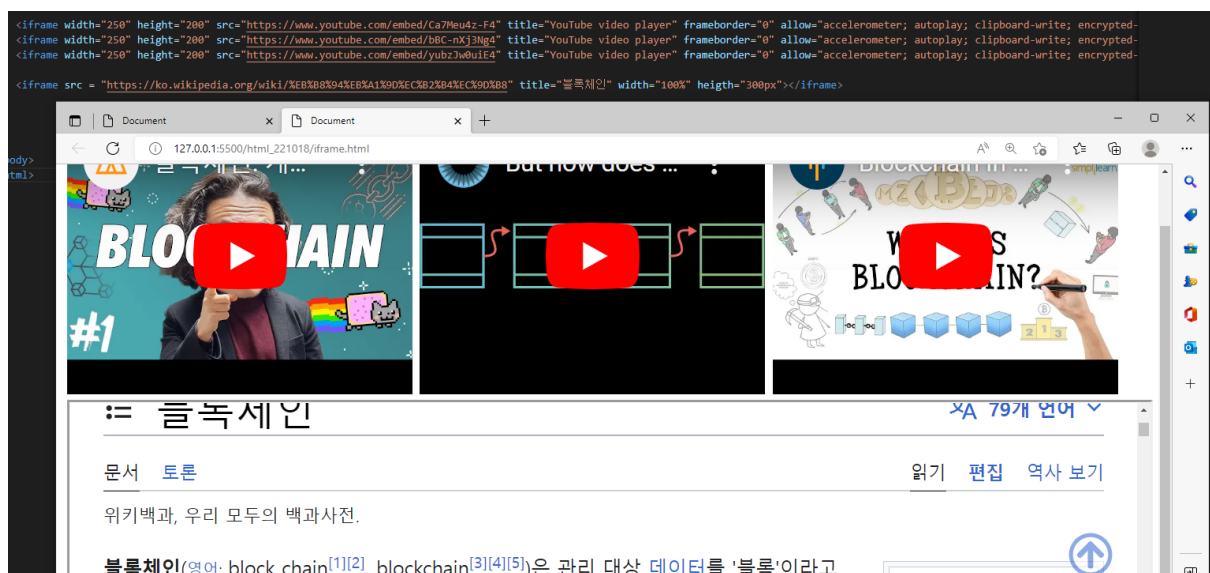 <iframe width="250" height="200" src="https://www.youtube.com/embed/Ca7Meu4z-F4" title="YouTube video player" frameborder="0" allow="accelerometer; autoplay; clipboard-write; encrypted-
<iframe width="250" height="200" src="https://www.youtube.com/embed/bBC-nXj3Ng4" title="YouTube video player" frameborder="0" allow="accelerometer; autoplay; clipboard-write; encrypted-
<iframe width="250" height="200" src="https://www.youtube.com/embed/yubzJw0uiE4" title="YouTube video player" frameborder="0" allow="accelerometer; autoplay; clipboard-write; encrypted-
<iframe src = "https://ko.wikipedia.org/wiki/%EB%B8%94%EB%A1%9D%EC%B2%B4%EC%9D%B8" title="블록체인" width="100%" heigth="300px"></iframe>
Document
Document
127.0.0.1:5500/html_221018/iframe.html
body>
tml>
But how does ...
Blockchain In ...
simplilearn
BLO HAIN
#1
BLO IN?
1 2 3
블록체인
79개 언어
문서 토론
읽기 편집 역사 보기
위키백과, 우리 모두의 백과사전.
블록체인(영어: block chain[1][2], blockchain[3][4][5])은 관리 대상 데이터를 '블록'이라고